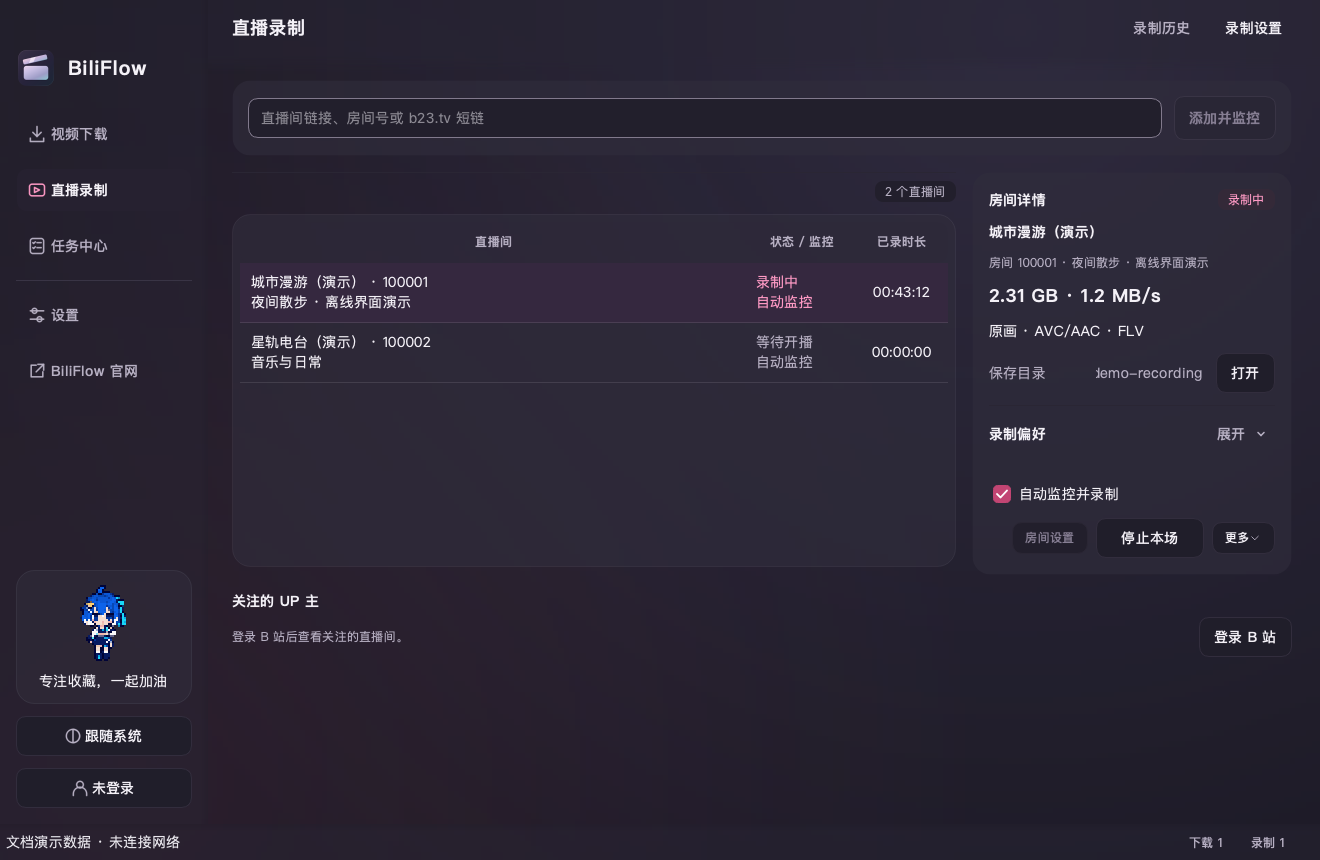 直播录制
录制历史
录制设置
BiliFlow
视频下载
直播录制
任务中心
设置
BiliFlow 官网
直播间链接、房间号或 b23.tv 短链
添加并监控
2 个直播间
直播间
状态 / 监控
已录时长
城市漫游（演示） · 100001
夜间散步 · 离线界面演示
录制中
自动监控
00:43:12
星轨电台（演示） · 100002
音乐与日常
等待开播
自动监控
00:00:00
房间详情
录制中
城市漫游（演示）
房间 100001 · 夜间散步 · 离线界面演示
2.31 GB · 1.2 MB/s
原画 · AVC/AAC · FLV
保存目录
demo-recording
打开
录制偏好
展开
自动监控并录制
房间设置
停止本场
更多
关注的 UP 主
登录 B 站后查看关注的直播间。
登录 B 站
专注收藏，一起加油
跟随系统
未登录
文档演示数据 · 未连接网络
下载 1
录制 1